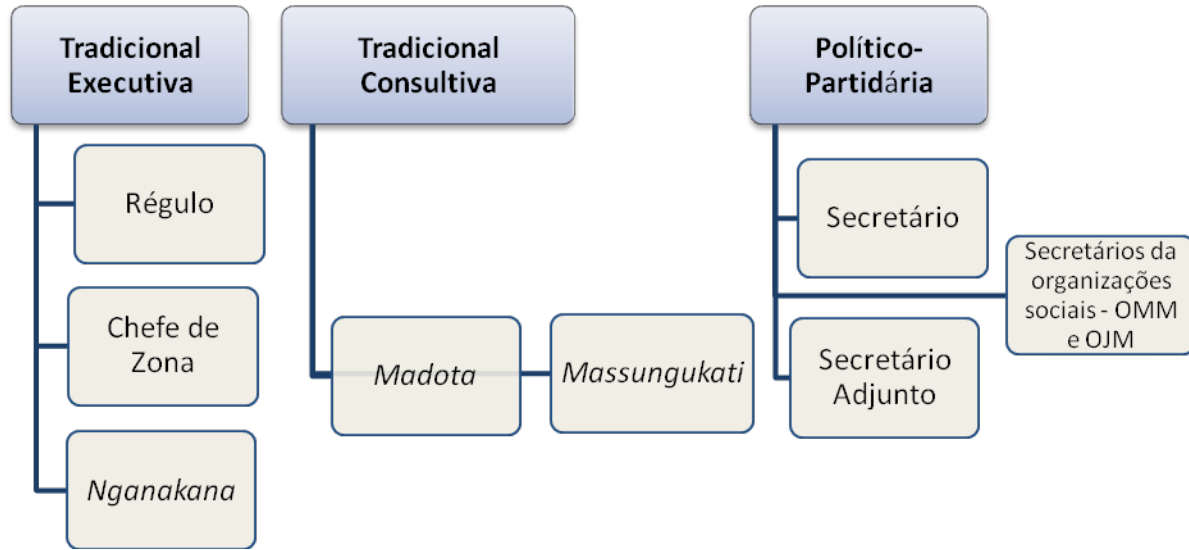 Tradicional
Executiva
Régulo
Chefe de
Zona
Nganakana
Tradicional
Consultiva
Madota
Massungukati
Político-
Partidária
Secretário
Secretários da
organizações
sociais - OMM
e OJM
Secretário
Adjunto